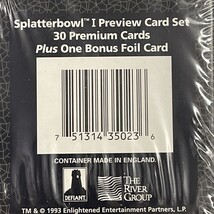 Splatterbowl™ I Preview Card Set
30 Premium Cards
Plus One Bonus Foil Card
7 51314 35023 6
CONTAINER MADE IN ENGLAND.
DEFIANT
THE RIVER GROUP
TM & © 1993 Enlightened Entertainment Partners, L.P.